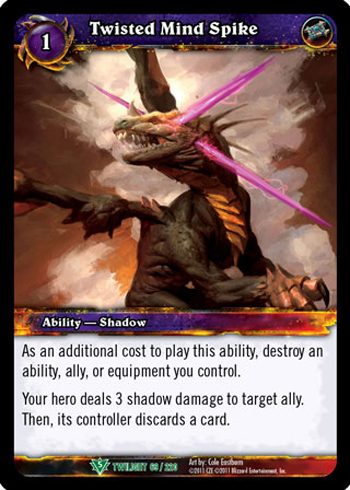 1
Twisted Mind Spike
Ability — Shadow
As an additional cost to play this ability, destroy an
ability, ally, or equipment you control.
Your hero deals 3 shadow damage to target ally.
Then, its controller discards a card.
TWILIGHT 69 / 220
Art by: Cole Eastburn
©2011 CZE ©2011 Blizzard Entertainment, Inc.